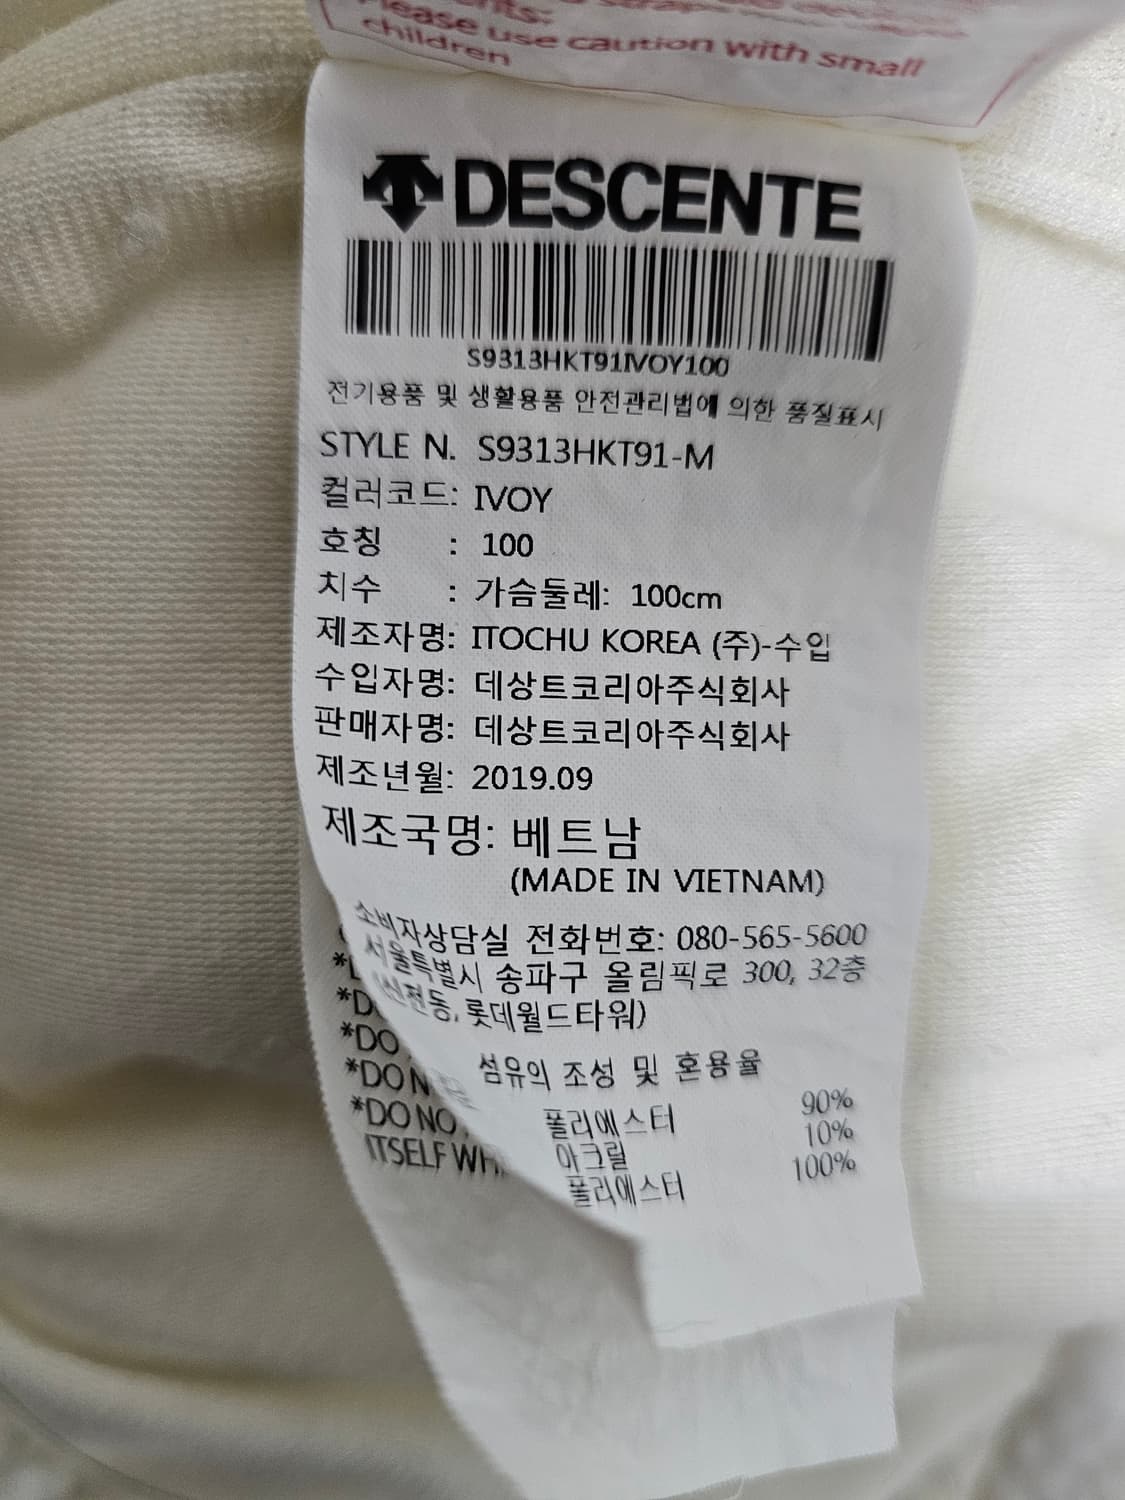 Please use caution with small
children
DESCENTE
S9313HKT91IVOY100
전기용품 및 생활용품 안전관리법에 의한 품질표시
STYLE N. S9313HKT91-M
컬러코드: IVOY
호칭 : 100
치수 : 가슴둘레: 100cm
제조자명: ITOCHU KOREA (주)-수입
수입자명: 데상트코리아주식회사
판매자명: 데상트코리아주식회사
제조년월: 2019.09
제조국명: 베트남
(MADE IN VIETNAM)
소비자상담실 전화번호: 080-565-5600
서울특별시 송파구 올림픽로 300, 32층
(신천동, 롯데월드타워)
섬유의 조성 및 혼용율
폴리에스터 90%
아크릴 10%
폴리에스터 100%
*DO
*DO
*DO NO
ITSELF